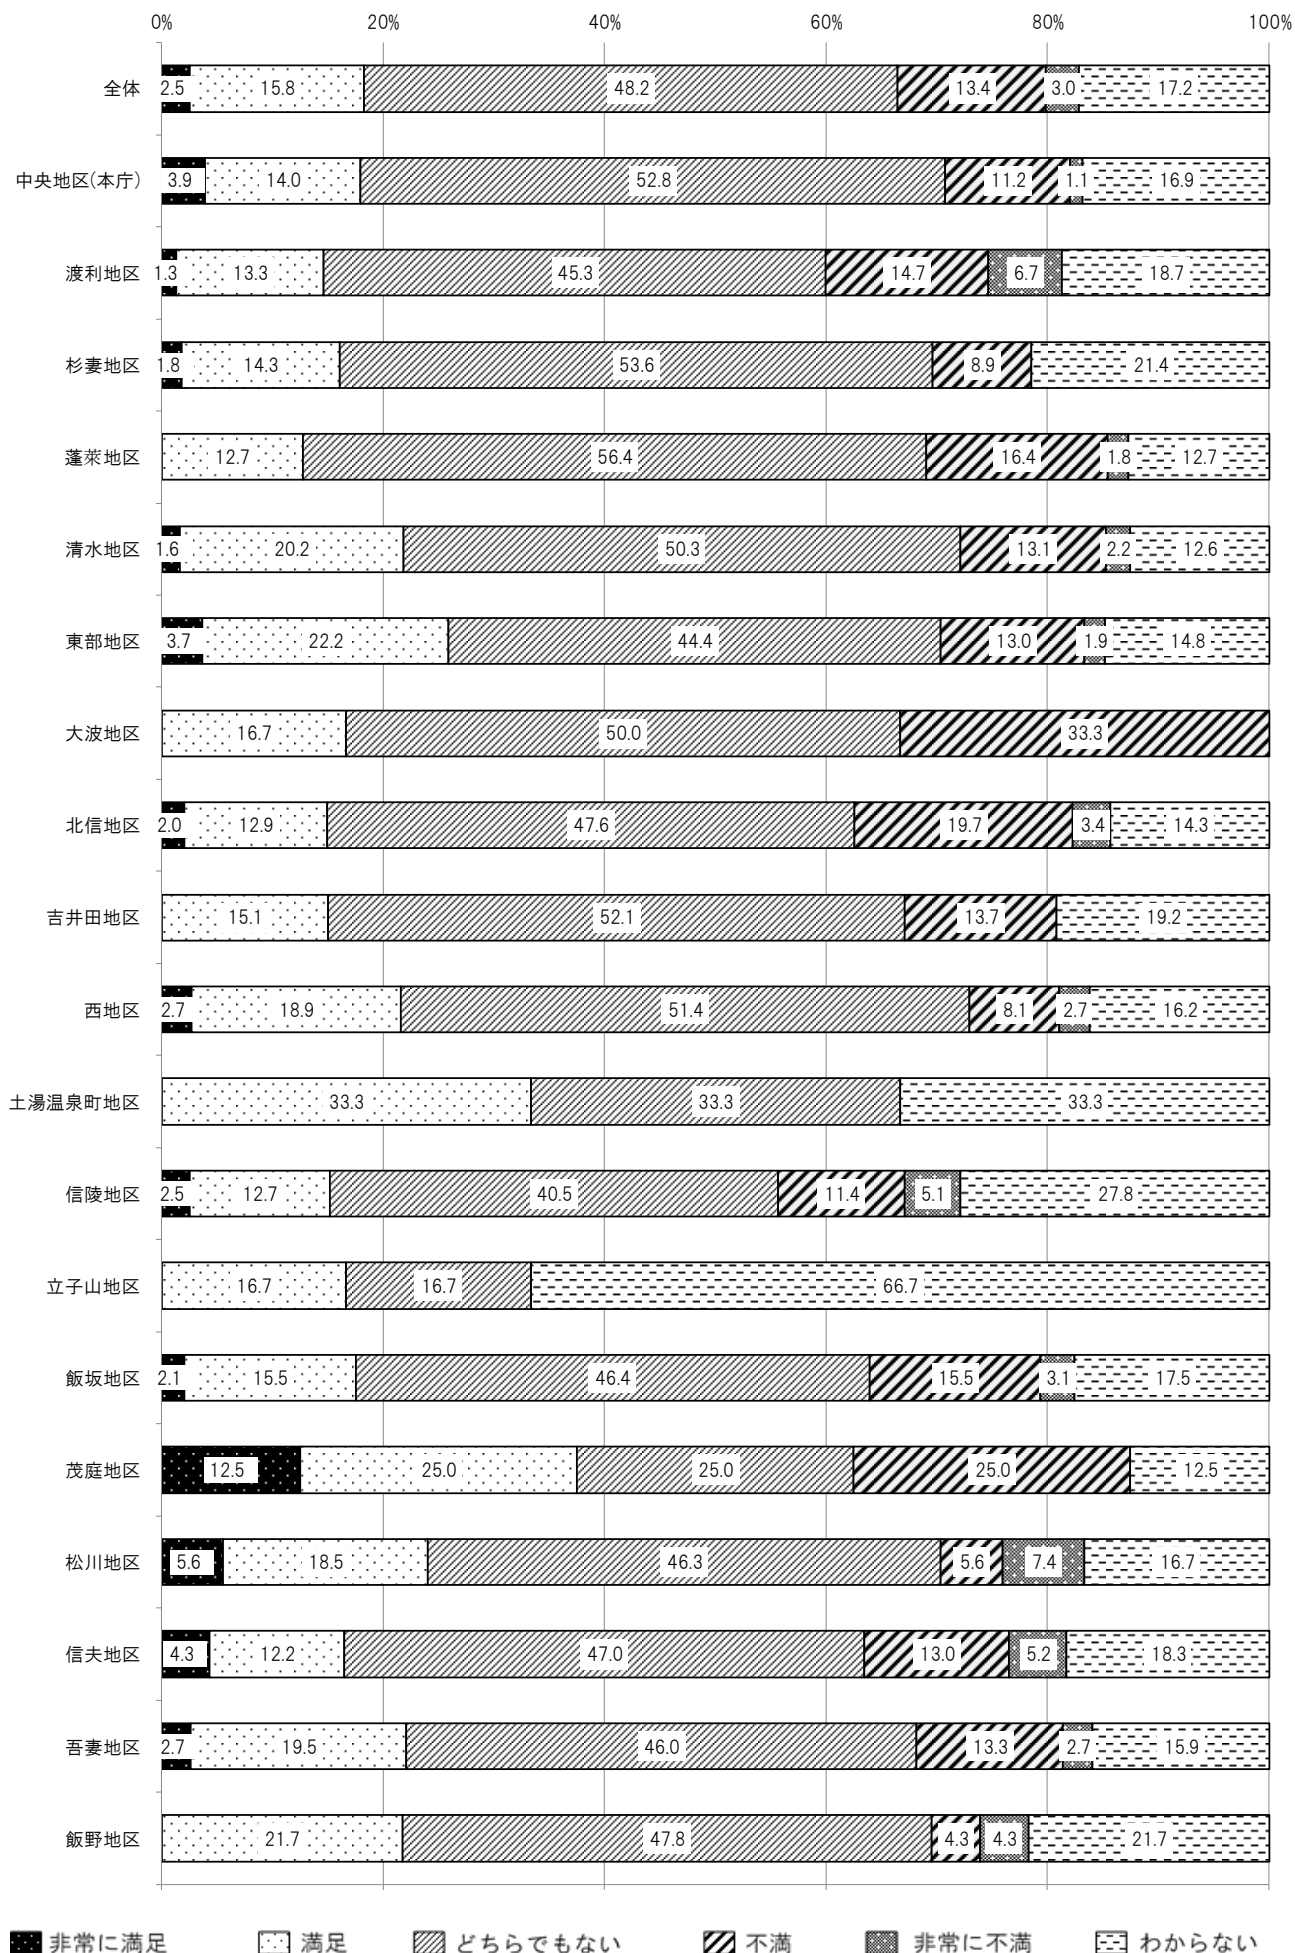 0% 20% 40% 60% 80% 100%
全体 2.5 15.8 48.2 13.4 3.0 17.2
中央地区(本庁) 3.9 14.0 52.8 11.2 1.1 16.9
渡利地区 1.3 13.3 45.3 14.7 6.7 18.7
杉妻地区 1.8 14.3 53.6 8.9 21.4
蓬萊地区 12.7 56.4 16.4 1.8 12.7
清水地区 1.6 20.2 50.3 13.1 2.2 12.6
東部地区 3.7 22.2 44.4 13.0 1.9 14.8
大波地区 16.7 50.0 33.3
北信地区 2.0 12.9 47.6 19.7 3.4 14.3
吉井田地区 15.1 52.1 13.7 19.2
西地区 2.7 18.9 51.4 8.1 2.7 16.2
土湯温泉町地区 33.3 33.3 33.3
信陵地区 2.5 12.7 40.5 11.4 5.1 27.8
立子山地区 16.7 16.7 66.7
飯坂地区 2.1 15.5 46.4 15.5 3.1 17.5
茂庭地区 12.5 25.0 25.0 25.0 12.5
松川地区 5.6 18.5 46.3 5.6 7.4 16.7
信夫地区 4.3 12.2 47.0 13.0 5.2 18.3
吾妻地区 2.7 19.5 46.0 13.3 2.7 15.9
飯野地区 21.7 47.8 4.3 4.3 21.7
非常に満足 満足 どちらでもない 不満 非常に不満 わからない